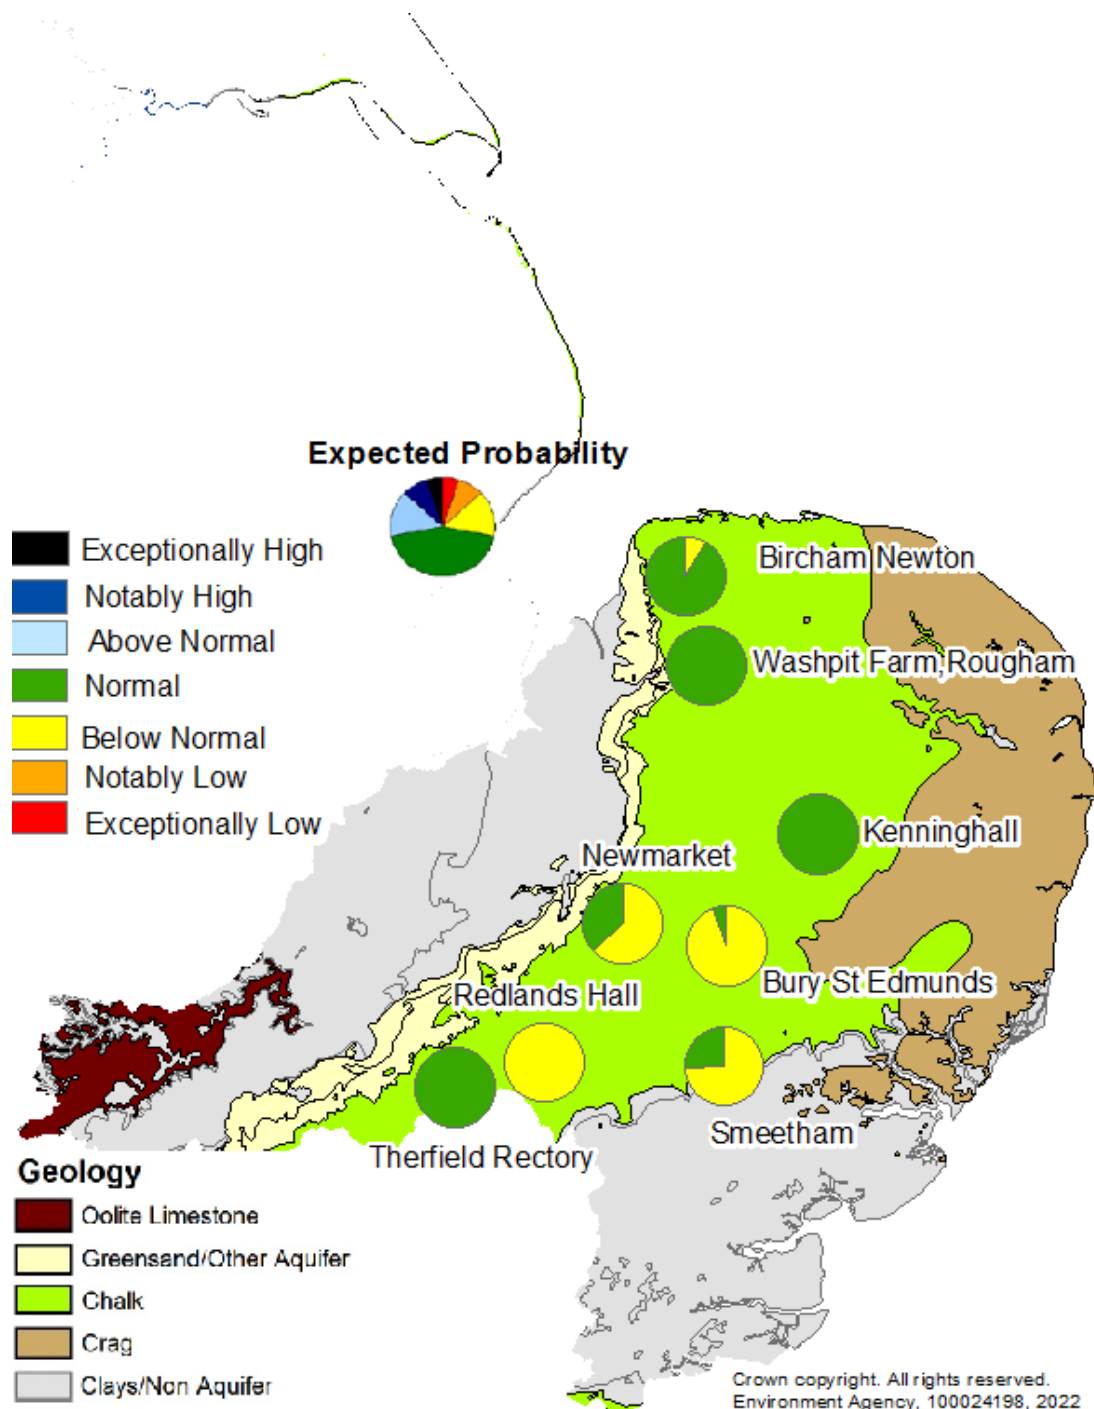 Expected Probability
Exceptionally High
Notably High
Above Normal
Normal
Below Normal
Notably Low
Exceptionally Low
Bircham Newton
Washpit Farm,Rougham
Kenninghall
Newmarket
Bury St Edmunds
Redlands Hall
Smeetham
Therfield Rectory
Geology
Oolite Limestone
Greensand/Other Aquifer
Chalk
Crag
Clays/Non Aquifer
Crown copyright. All rights reserved.
Environment Agency, 100024198, 2022